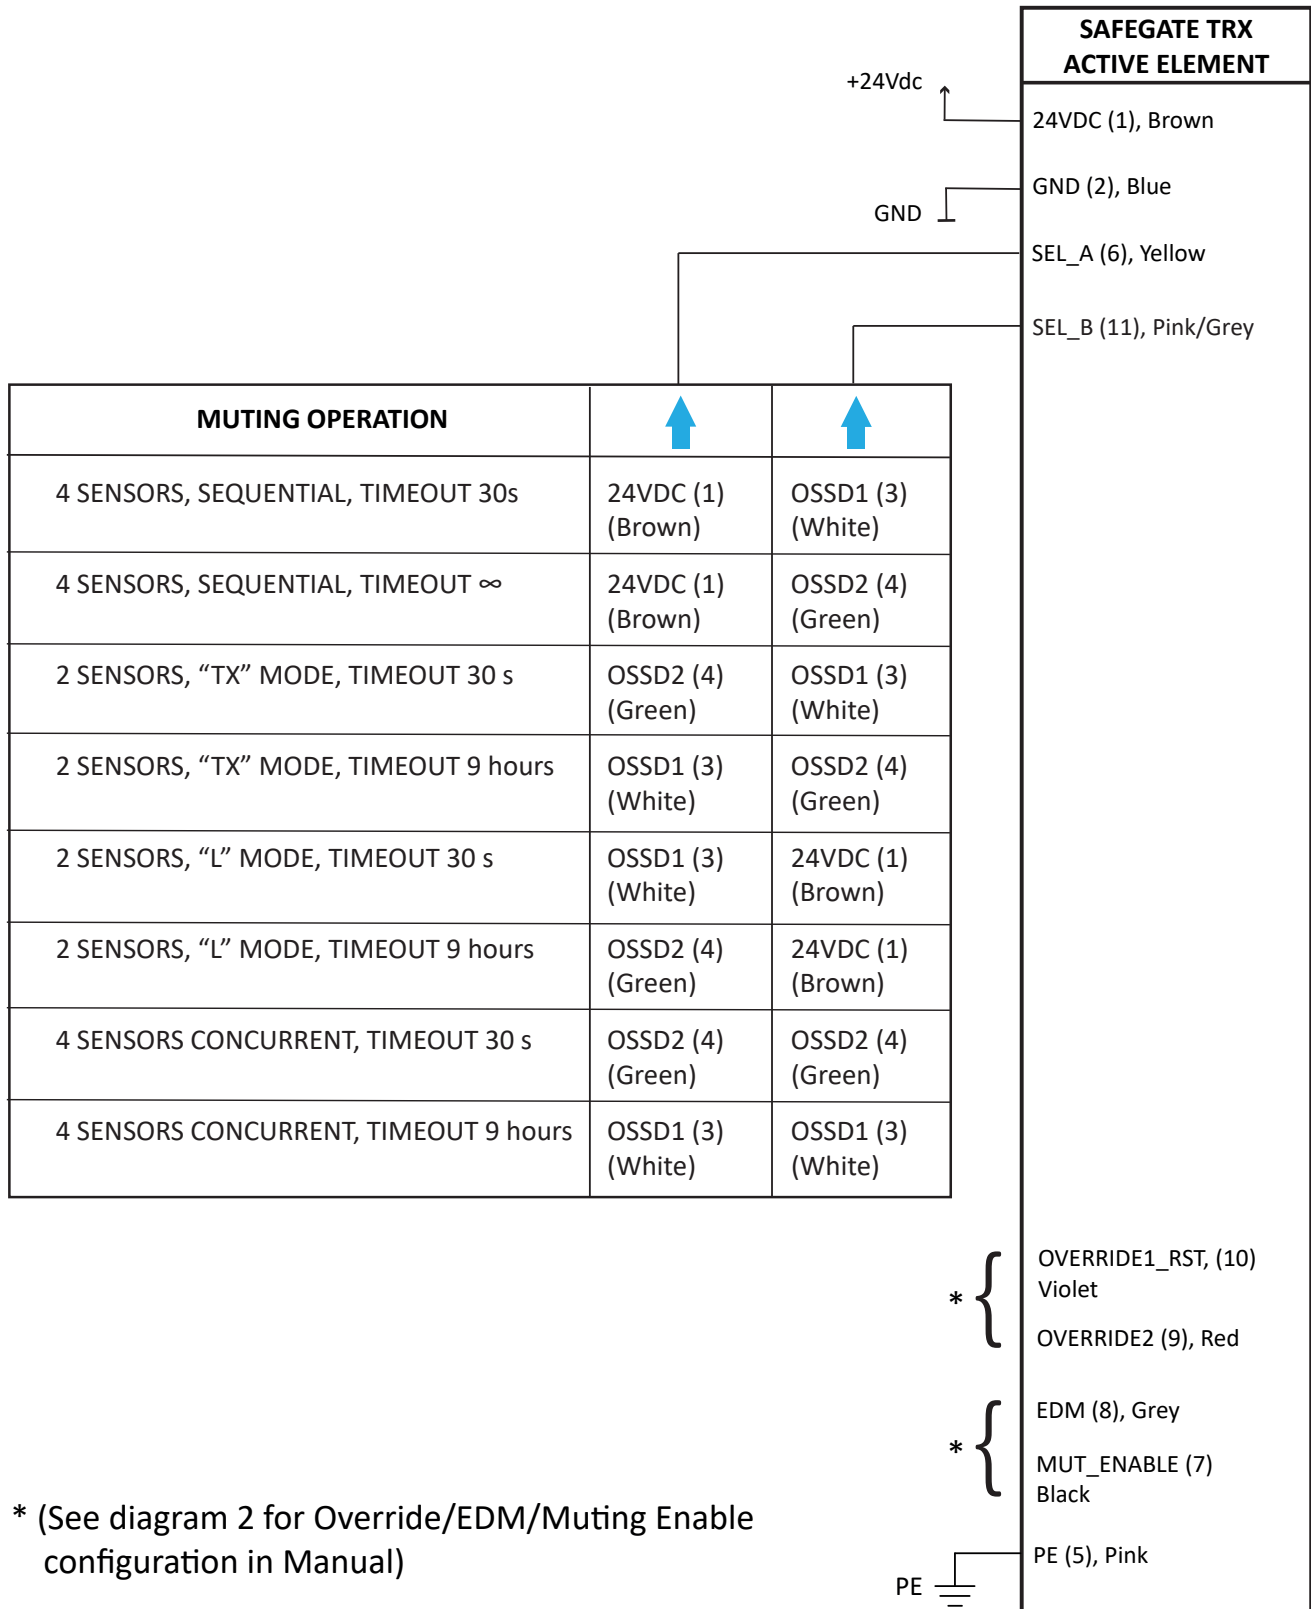 SAFEGATE TRX
ACTIVE ELEMENT
+24Vdc
24VDC (1), Brown
GND (2), Blue
GND
SEL_A (6), Yellow
SEL_B (11), Pink/Grey
MUTING OPERATION
4 SENSORS, SEQUENTIAL, TIMEOUT 30s
24VDC (1)
(Brown)
OSSD1 (3)
(White)
4 SENSORS, SEQUENTIAL, TIMEOUT ∞
24VDC (1)
(Brown)
OSSD2 (4)
(Green)
2 SENSORS, “TX” MODE, TIMEOUT 30 s
OSSD2 (4)
(Green)
OSSD1 (3)
(White)
2 SENSORS, “TX” MODE, TIMEOUT 9 hours
OSSD1 (3)
(White)
OSSD2 (4)
(Green)
2 SENSORS, “L” MODE, TIMEOUT 30 s
OSSD1 (3)
(White)
24VDC (1)
(Brown)
2 SENSORS, “L” MODE, TIMEOUT 9 hours
OSSD2 (4)
(Green)
24VDC (1)
(Brown)
4 SENSORS CONCURRENT, TIMEOUT 30 s
OSSD2 (4)
(Green)
OSSD2 (4)
(Green)
4 SENSORS CONCURRENT, TIMEOUT 9 hours
OSSD1 (3)
(White)
OSSD1 (3)
(White)
OVERRIDE1_RST, (10)
Violet
*
OVERRIDE2 (9), Red
EDM (8), Grey
*
MUT_ENABLE (7)
Black
* (See diagram 2 for Override/EDM/Muting Enable
configuration in Manual)
PE (5), Pink
PE